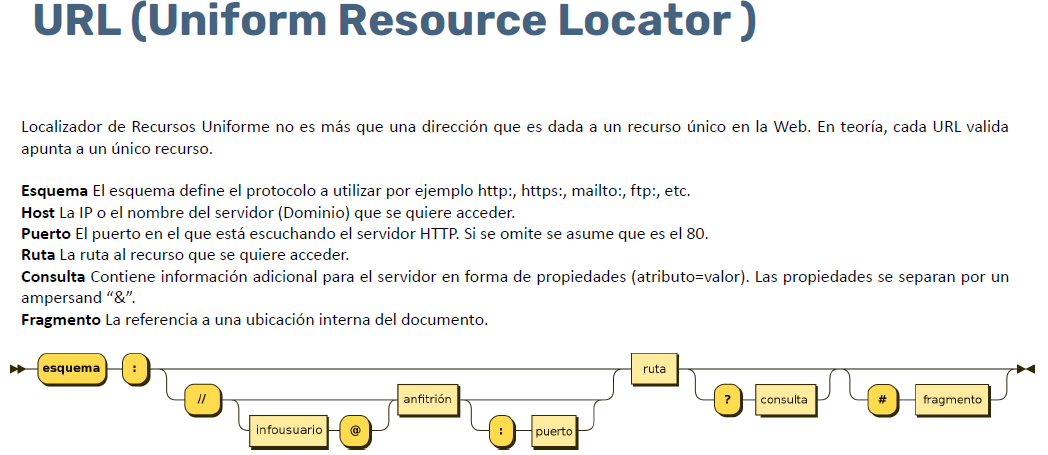 URL (Uniform Resource Locator )
Localizador de Recursos Uniforme no es más que una dirección que es dada a un recurso único en la Web. En teoría, cada URL valida
apunta a un único recurso.
Esquema El esquema define el protocolo a utilizar por ejemplo http:, https:, mailto:, ftp:, etc.
Host La IP o el nombre del servidor (Dominio) que se quiere acceder.
Puerto El puerto en el que está escuchando el servidor HTTP. Si se omite se asume que es el 80.
Ruta La ruta al recurso que se quiere acceder.
Consulta Contiene información adicional para el servidor en forma de propiedades (atributo=valor). Las propiedades se separan por un
ampersand “&”.
Fragmento La referencia a una ubicación interna del documento.
esquema : ruta
// anfitrión ? consulta # fragmento
infousuario @ : puerto